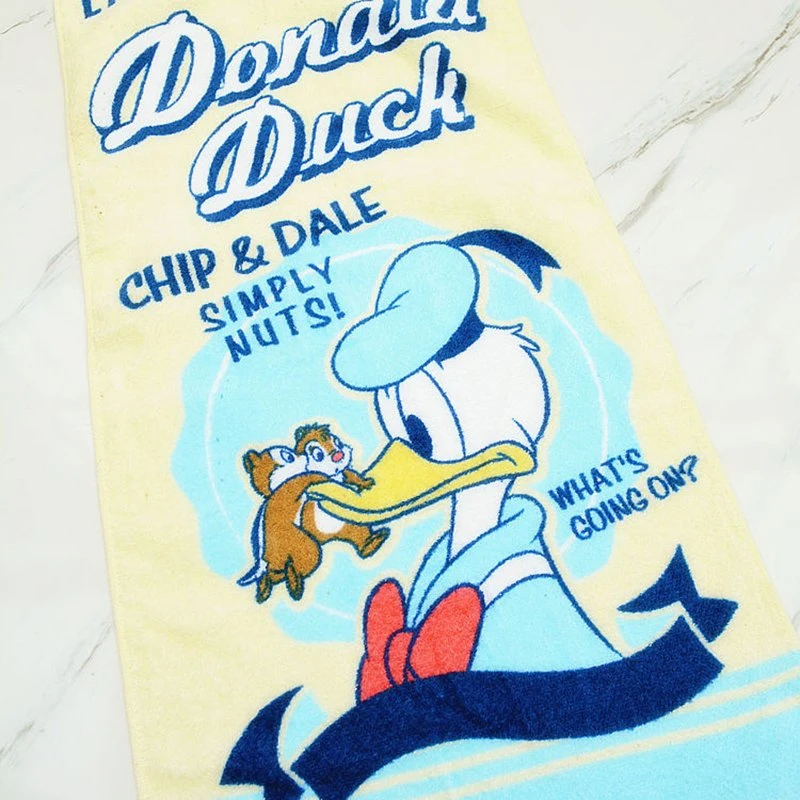 Donald
Duck
CHIP & DALE
SIMPLY
NUTS!
WHAT'S
GOING ON?